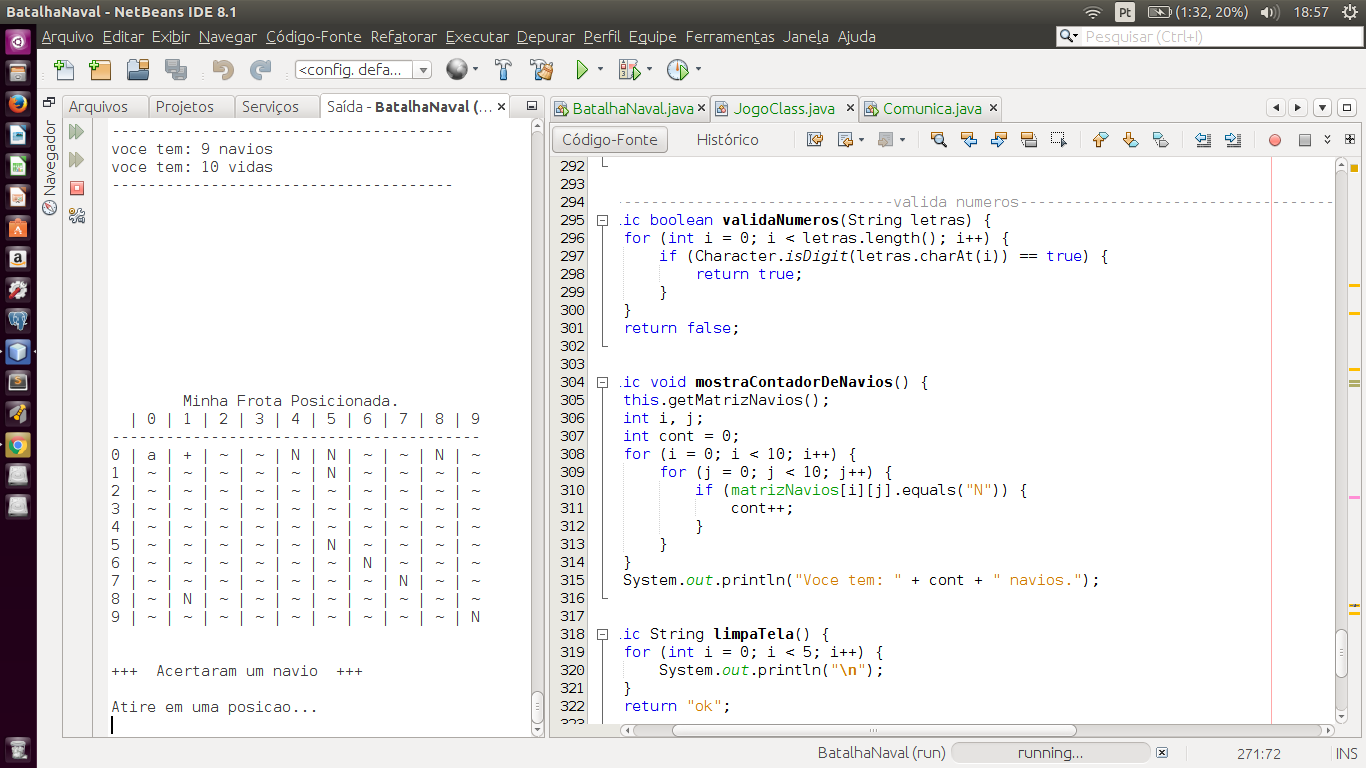 BatalhaNaval - NetBeans IDE 8.1
Pt
(1:32, 20%)
18:57
Arquivo Editar Exibir Navegar Código-Fonte Refatorar Executar Depurar Perfil Equipe Ferramentas Janela Ajuda
Pesquisar (Ctrl+I)
<config. defa...
Arquivos
Projetos
Serviços
Saída - BatalhaNaval (...
Navegador
--------------------------------------
voce tem: 9 navios
voce tem: 10 vidas
--------------------------------------
Minha Frota Posicionada.
| 0 | 1 | 2 | 3 | 4 | 5 | 6 | 7 | 8 | 9
-----------------------------------------
0 | a | + | ~ | ~ | N | N | ~ | ~ | N | ~
1 | ~ | ~ | ~ | ~ | ~ | N | ~ | ~ | ~ | ~
2 | ~ | ~ | ~ | ~ | ~ | ~ | ~ | ~ | ~ | ~
3 | ~ | ~ | ~ | ~ | ~ | ~ | ~ | ~ | ~ | ~
4 | ~ | ~ | ~ | ~ | ~ | ~ | ~ | ~ | ~ | ~
5 | ~ | ~ | ~ | ~ | ~ | N | ~ | ~ | ~ | ~
6 | ~ | ~ | ~ | ~ | ~ | ~ | N | ~ | ~ | ~
7 | ~ | ~ | ~ | ~ | ~ | ~ | ~ | N | ~ | ~
8 | ~ | N | ~ | ~ | ~ | ~ | ~ | ~ | ~ | ~
9 | ~ | ~ | ~ | ~ | ~ | ~ | ~ | ~ | ~ | N
+++  Acertaram um navio  +++
Atire em uma posicao...
BatalhaNaval.java
JogoClass.java
Comunica.java
Código-Fonte
Histórico
292
293
294 ------------------------------valida numeros-----------------------------------
295 ic boolean validaNumeros(String letras) {
296 for (int i = 0; i < letras.length(); i++) {
297     if (Character.isDigit(letras.charAt(i)) == true) {
298         return true;
299     }
300 }
301 return false;
302
303
304 ic void mostraContadorDeNavios() {
305 this.getMatrizNavios();
306 int i, j;
307 int cont = 0;
308 for (i = 0; i < 10; i++) {
309     for (j = 0; j < 10; j++) {
310         if (matrizNavios[i][j].equals("N")) {
311             cont++;
312         }
313     }
314 }
315 System.out.println("Voce tem: " + cont + " navios.");
316
317
318 ic String limpaTela() {
319 for (int i = 0; i < 5; i++) {
320     System.out.println("\n");
321 }
322 return "ok";
323
BatalhaNaval (run)
running...
271:72
INS